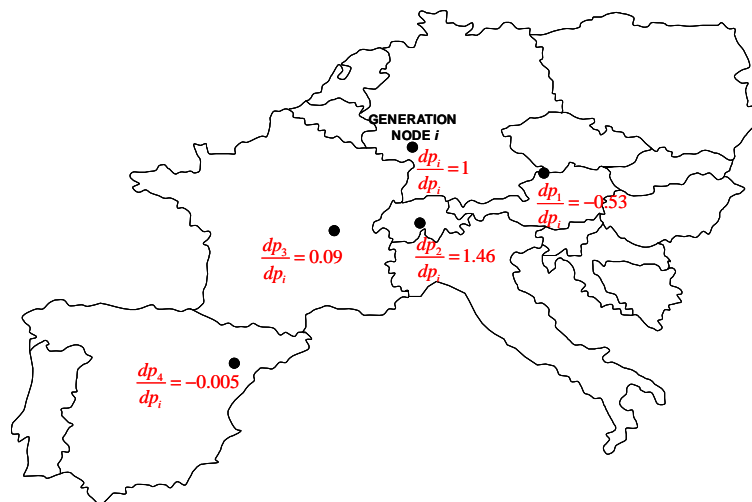 GENERATION
NODE i
dp_i/dp_i = 1
dp_1/dp_i = −0.53
dp_2/dp_i = 1.46
dp_3/dp_i = 0.09
dp_4/dp_i = −0.005